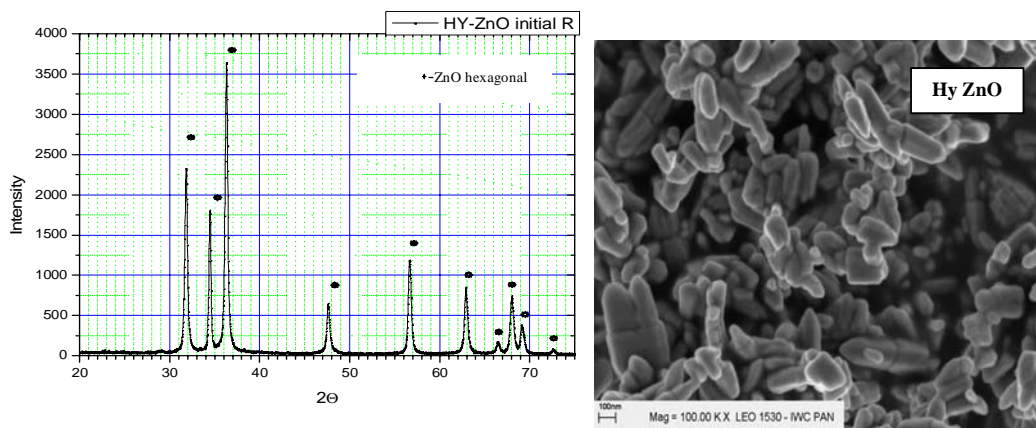 HY-ZnO initial R
-ZnO hexagonal
4000
3500
3000
2500
2000
1500
1000
500
0
Intensity
20 30 40 50 60 70
2Θ
Hy ZnO
100nm
Mag = 100.00 K X LEO 1530 - IWC PAN